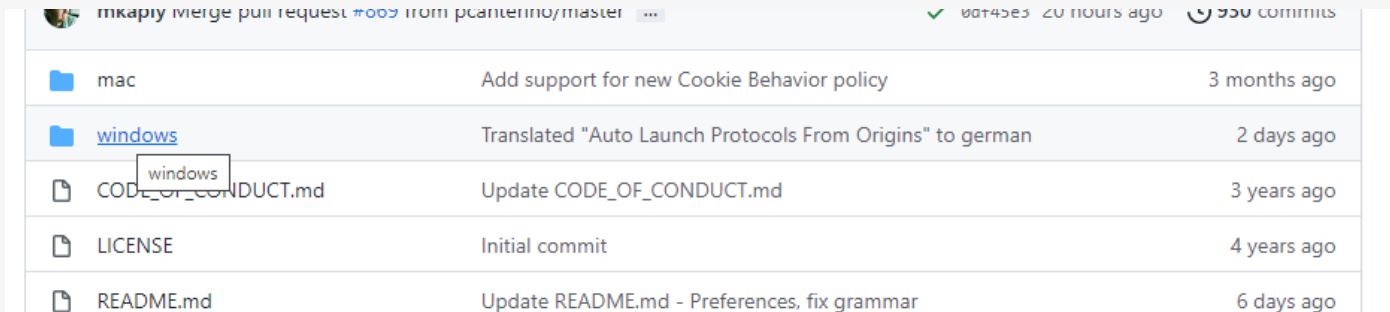 mkaply Merge pull request #869 from pcanterino/master ... 0df45e3 20 hours ago 930 commits
mac Add support for new Cookie Behavior policy 3 months ago
windows Translated "Auto Launch Protocols From Origins" to german 2 days ago
windows
CODE_OF_CONDUCT.md Update CODE_OF_CONDUCT.md 3 years ago
LICENSE Initial commit 4 years ago
README.md Update README.md - Preferences, fix grammar 6 days ago